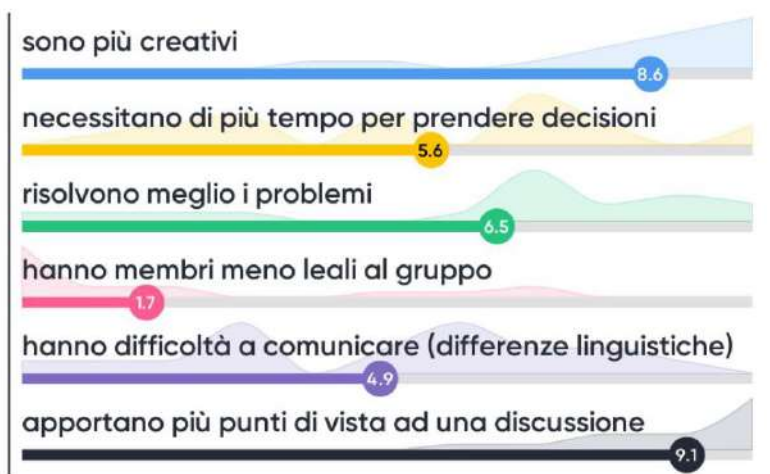 sono più creativi
8.6
necessitano di più tempo per prendere decisioni
5.6
risolvono meglio i problemi
6.5
hanno membri meno leali al gruppo
1.7
hanno difficoltà a comunicare (differenze linguistiche)
4.9
apportano più punti di vista ad una discussione
9.1